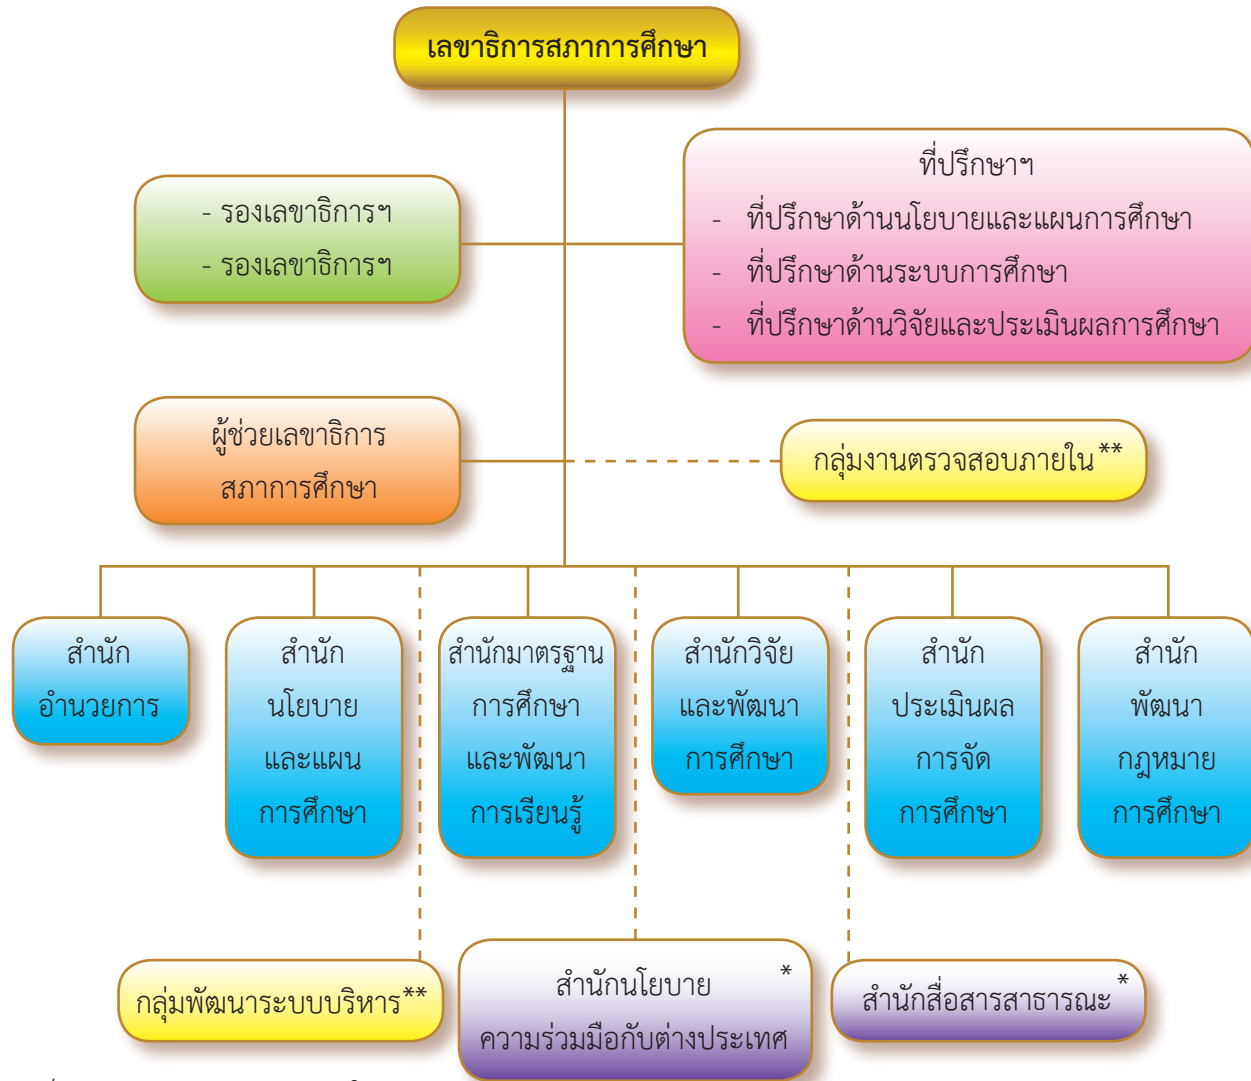 เลขาธิการสภาการศึกษา
- รองเลขาธิการฯ
- รองเลขาธิการฯ
ที่ปรึกษาฯ
- ที่ปรึกษาด้านนโยบายและแผนการศึกษา
- ที่ปรึกษาด้านระบบการศึกษา
- ที่ปรึกษาด้านวิจัยและประเมินผลการศึกษา
ผู้ช่วยเลขาธิการ
สภาการศึกษา
กลุ่มงานตรวจสอบภายใน**
สำนัก
อำนวยการ
สำนัก
นโยบาย
และแผน
การศึกษา
สำนักมาตรฐาน
การศึกษา
และพัฒนา
การเรียนรู้
สำนักวิจัย
และพัฒนา
การศึกษา
สำนัก
ประเมินผล
การจัด
การศึกษา
สำนัก
พัฒนา
กฎหมาย
การศึกษา
กลุ่มพัฒนาระบบบริหาร**
สำนักนโยบาย *
ความร่วมมือกับต่างประเทศ
สำนักสื่อสารสาธารณะ*